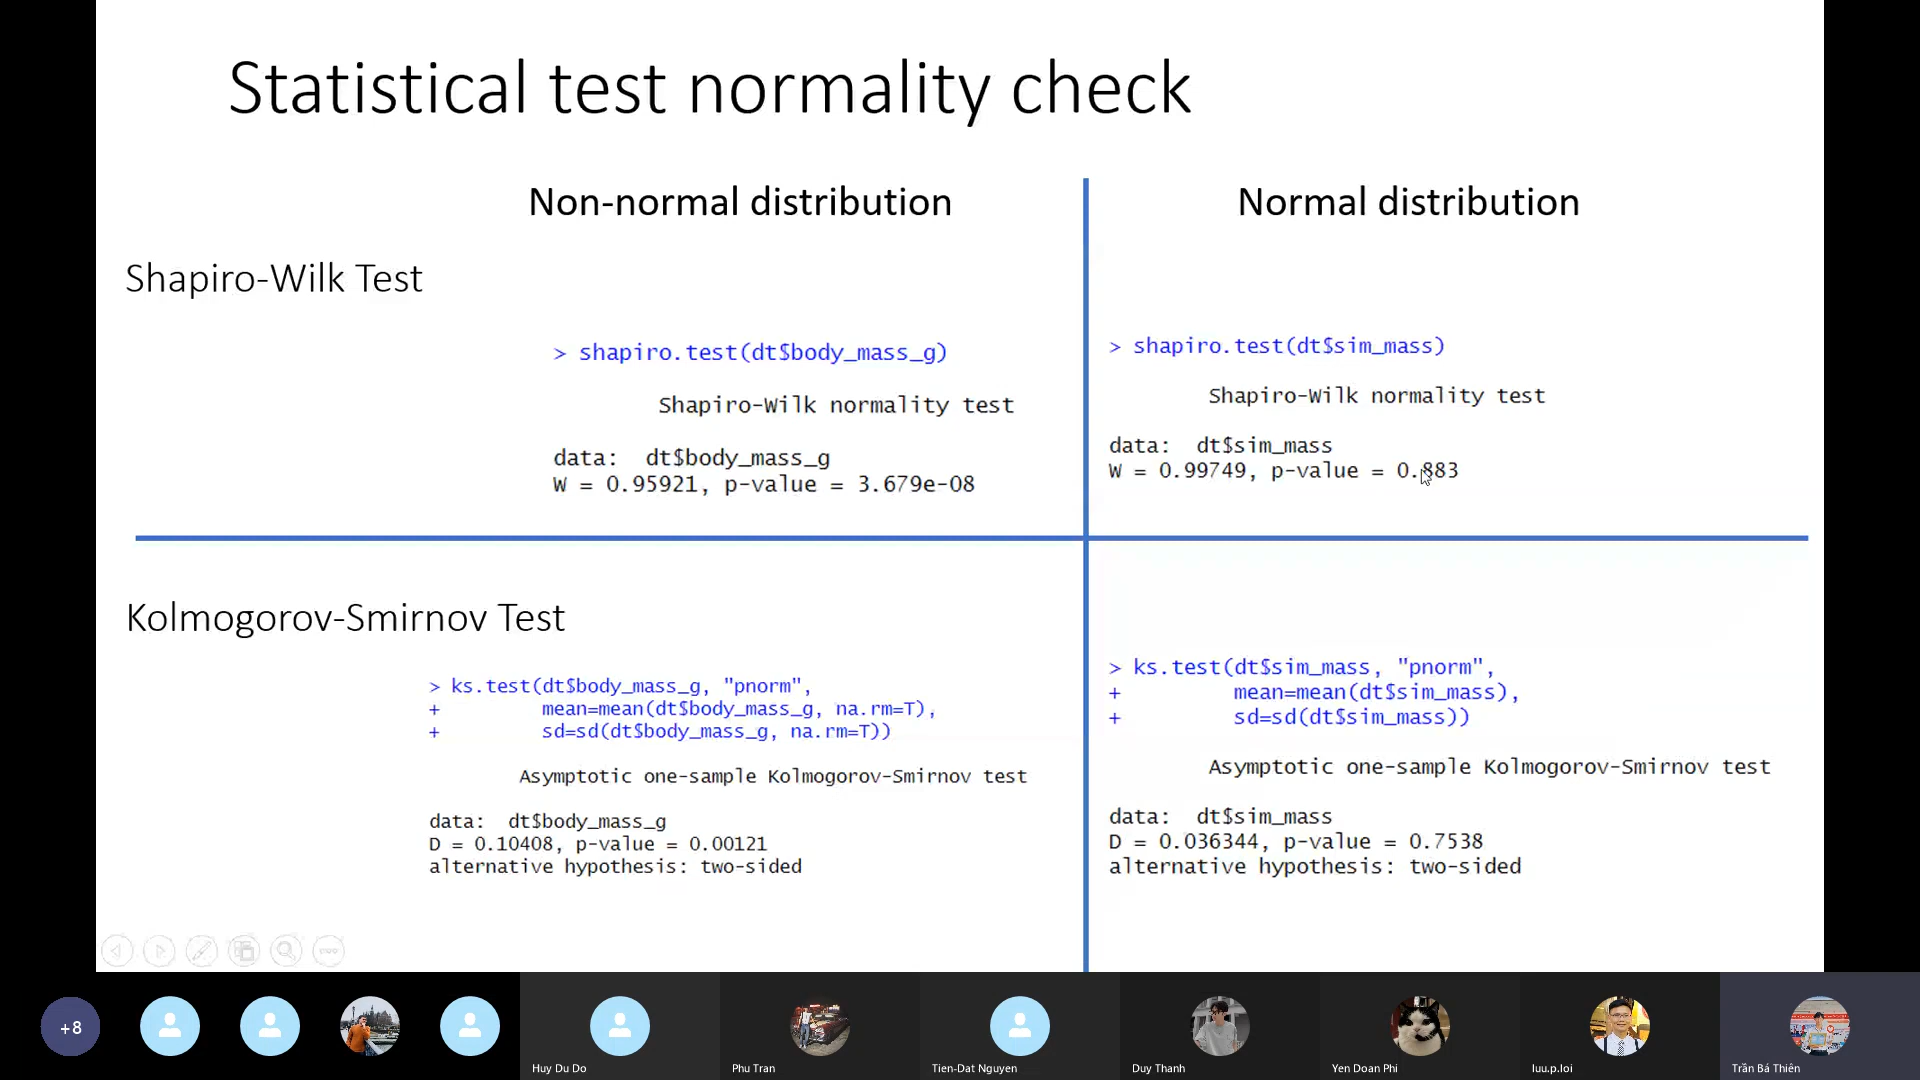 Statistical test normality check
Non-normal distribution
Normal distribution
Shapiro-Wilk Test
> shapiro.test(dt$body_mass_g)
Shapiro-Wilk normality test
data:  dt$body_mass_g
W = 0.95921, p-value = 3.679e-08
> shapiro.test(dt$sim_mass)
Shapiro-Wilk normality test
data:  dt$sim_mass
W = 0.99749, p-value = 0.883
Kolmogorov-Smirnov Test
> ks.test(dt$body_mass_g, "pnorm",
+ mean=mean(dt$body_mass_g, na.rm=T),
+ sd=sd(dt$body_mass_g, na.rm=T))
Asymptotic one-sample Kolmogorov-Smirnov test
data:  dt$body_mass_g
D = 0.10408, p-value = 0.00121
alternative hypothesis: two-sided
> ks.test(dt$sim_mass, "pnorm",
+ mean=mean(dt$sim_mass),
+ sd=sd(dt$sim_mass))
Asymptotic one-sample Kolmogorov-Smirnov test
data:  dt$sim_mass
D = 0.036344, p-value = 0.7538
alternative hypothesis: two-sided
+8
Huy Du Do
Phu Tran
Tien-Dat Nguyen
Duy Thanh
Yen Doan Phi
luu.p.loi
Trần Bá Thiên